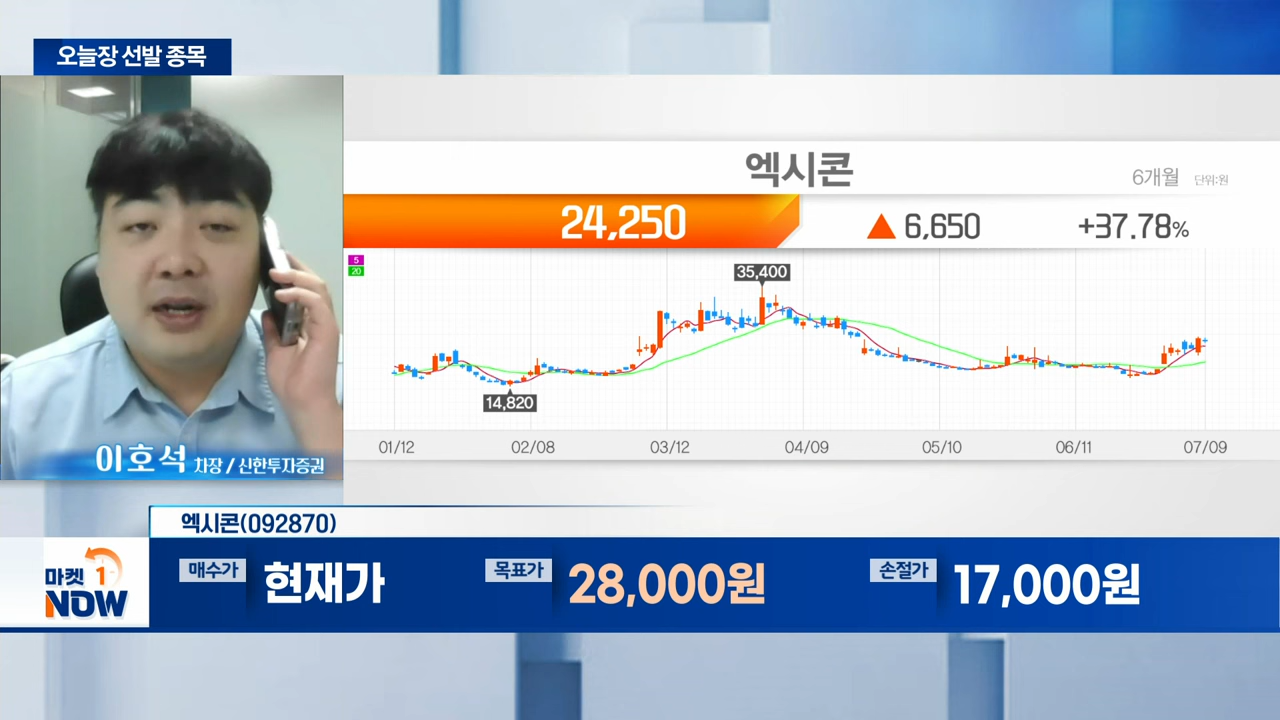 오늘장 선발 종목
엑시콘
6개월 단위:원
24,250 ▲ 6,650 +37.78%
5
20
35,400
14,820
01/12 02/08 03/12 04/09 05/10 06/11 07/09
이호석 차장 / 신한투자증권
엑시콘(092870)
마켓 1
NOW
매수가 현재가 목표가 28,000원 손절가 17,000원